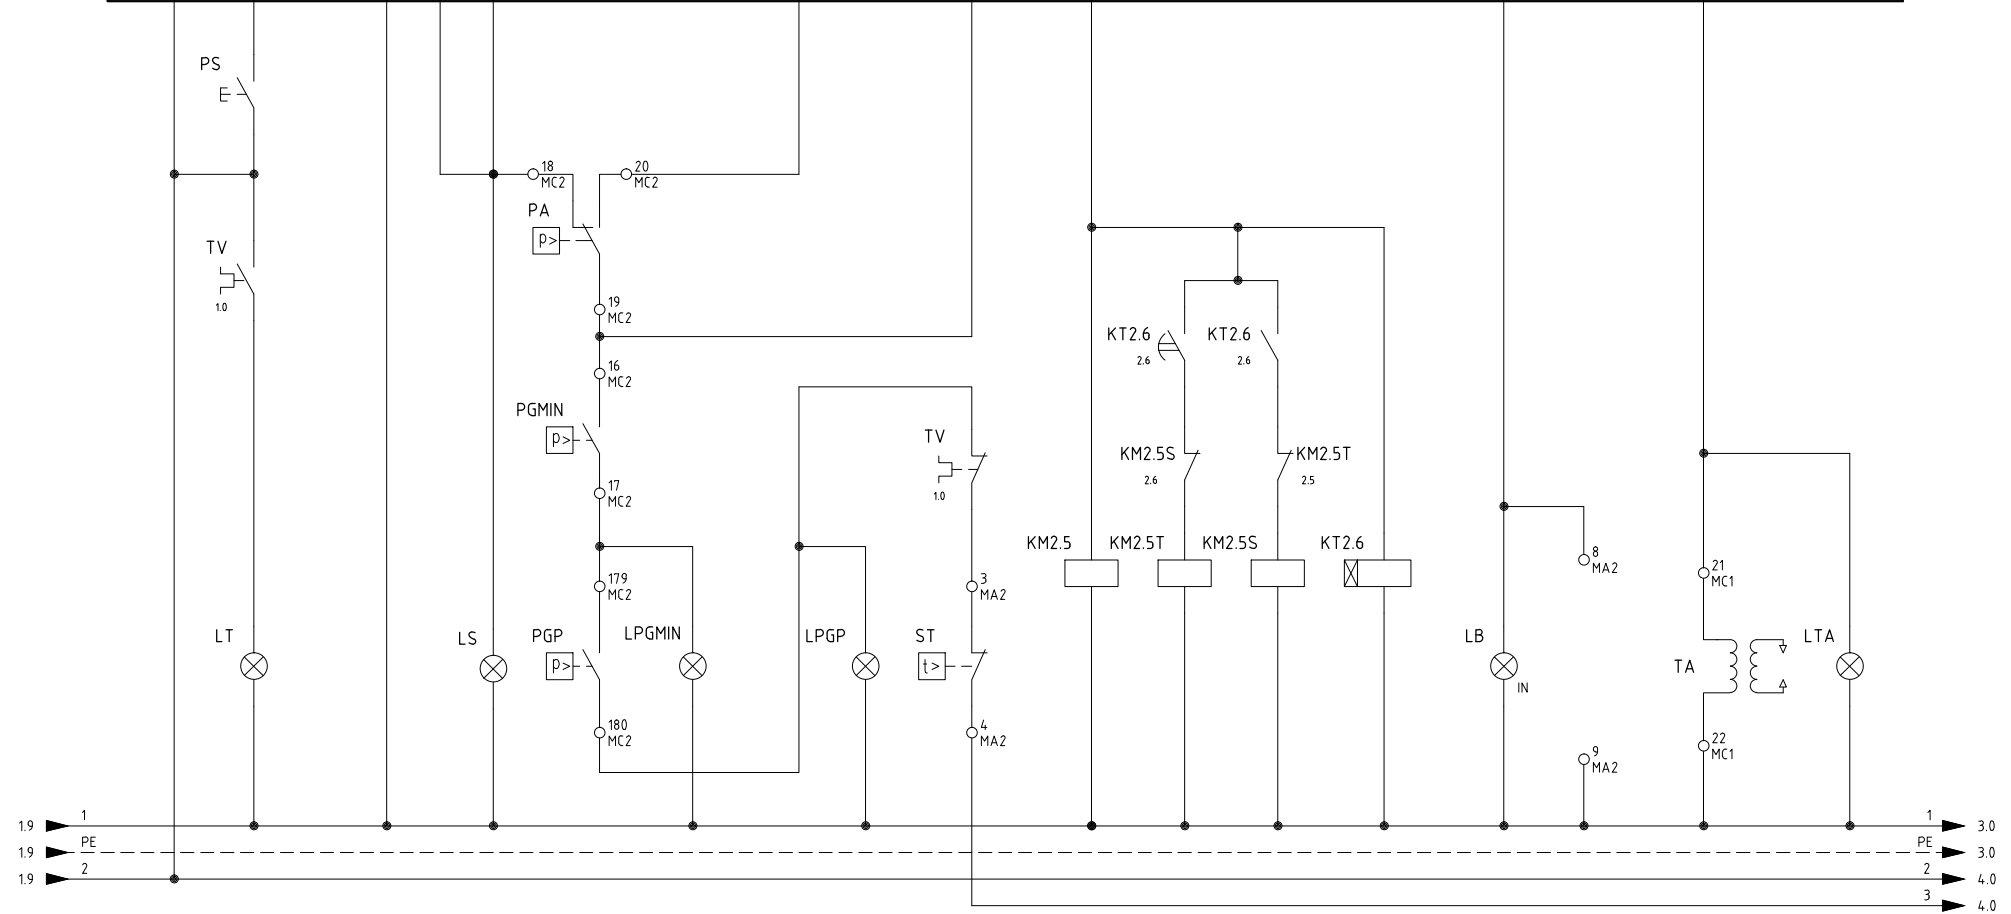 PS
18
MC2
20
MC2
PA
p>
TV
1.0
19
MC2
KT2.6
2.6
KT2.6
2.6
16
MC2
PGMIN
p>
TV
1.0
KM2.5S
2.6
KM2.5T
2.5
17
MC2
KM2.5
KM2.5T
KM2.5S
KT2.6
8
MA2
21
MC1
179
MC2
3
MA2
LT
LS
PGP
p>
LPGMIN
LPGP
ST
t>
LB
IN
TA
LTA
180
MC2
4
MA2
9
MA2
22
MC1
1.9
1
1
3.0
1.9
PE
PE
3.0
1.9
2
2
4.0
3
4.0